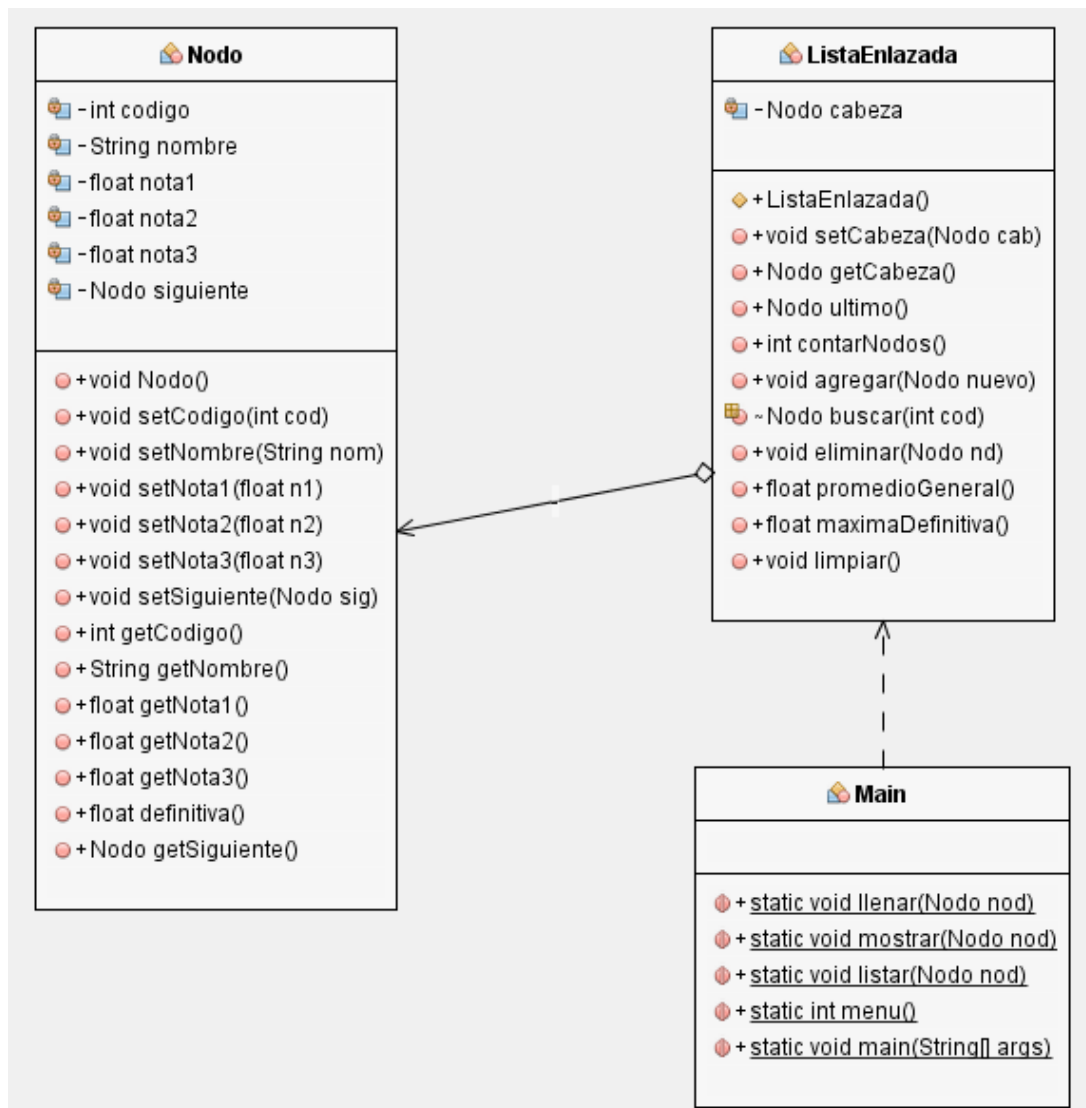 Nodo
-int codigo
-String nombre
-float nota1
-float nota2
-float nota3
-Nodo siguiente
+void Nodo()
+void setCodigo(int cod)
+void setNombre(String nom)
+void setNota1(float n1)
+void setNota2(float n2)
+void setNota3(float n3)
+void setSiguiente(Nodo sig)
+int getCodigo()
+String getNombre()
+float getNota1()
+float getNota2()
+float getNota3()
+float definitiva()
+Nodo getSiguiente()
ListaEnlazada
-Nodo cabeza
+ListaEnlazada()
+void setCabeza(Nodo cab)
+Nodo getCabeza()
+Nodo ultimo()
+int contarNodos()
+void agregar(Nodo nuevo)
~Nodo buscar(int cod)
+void eliminar(Nodo nd)
+float promedioGeneral()
+float maximaDefinitiva()
+void limpiar()
Main
+static void llenar(Nodo nod)
+static void mostrar(Nodo nod)
+static void listar(Nodo nod)
+static int menu()
+static void main(String[] args)